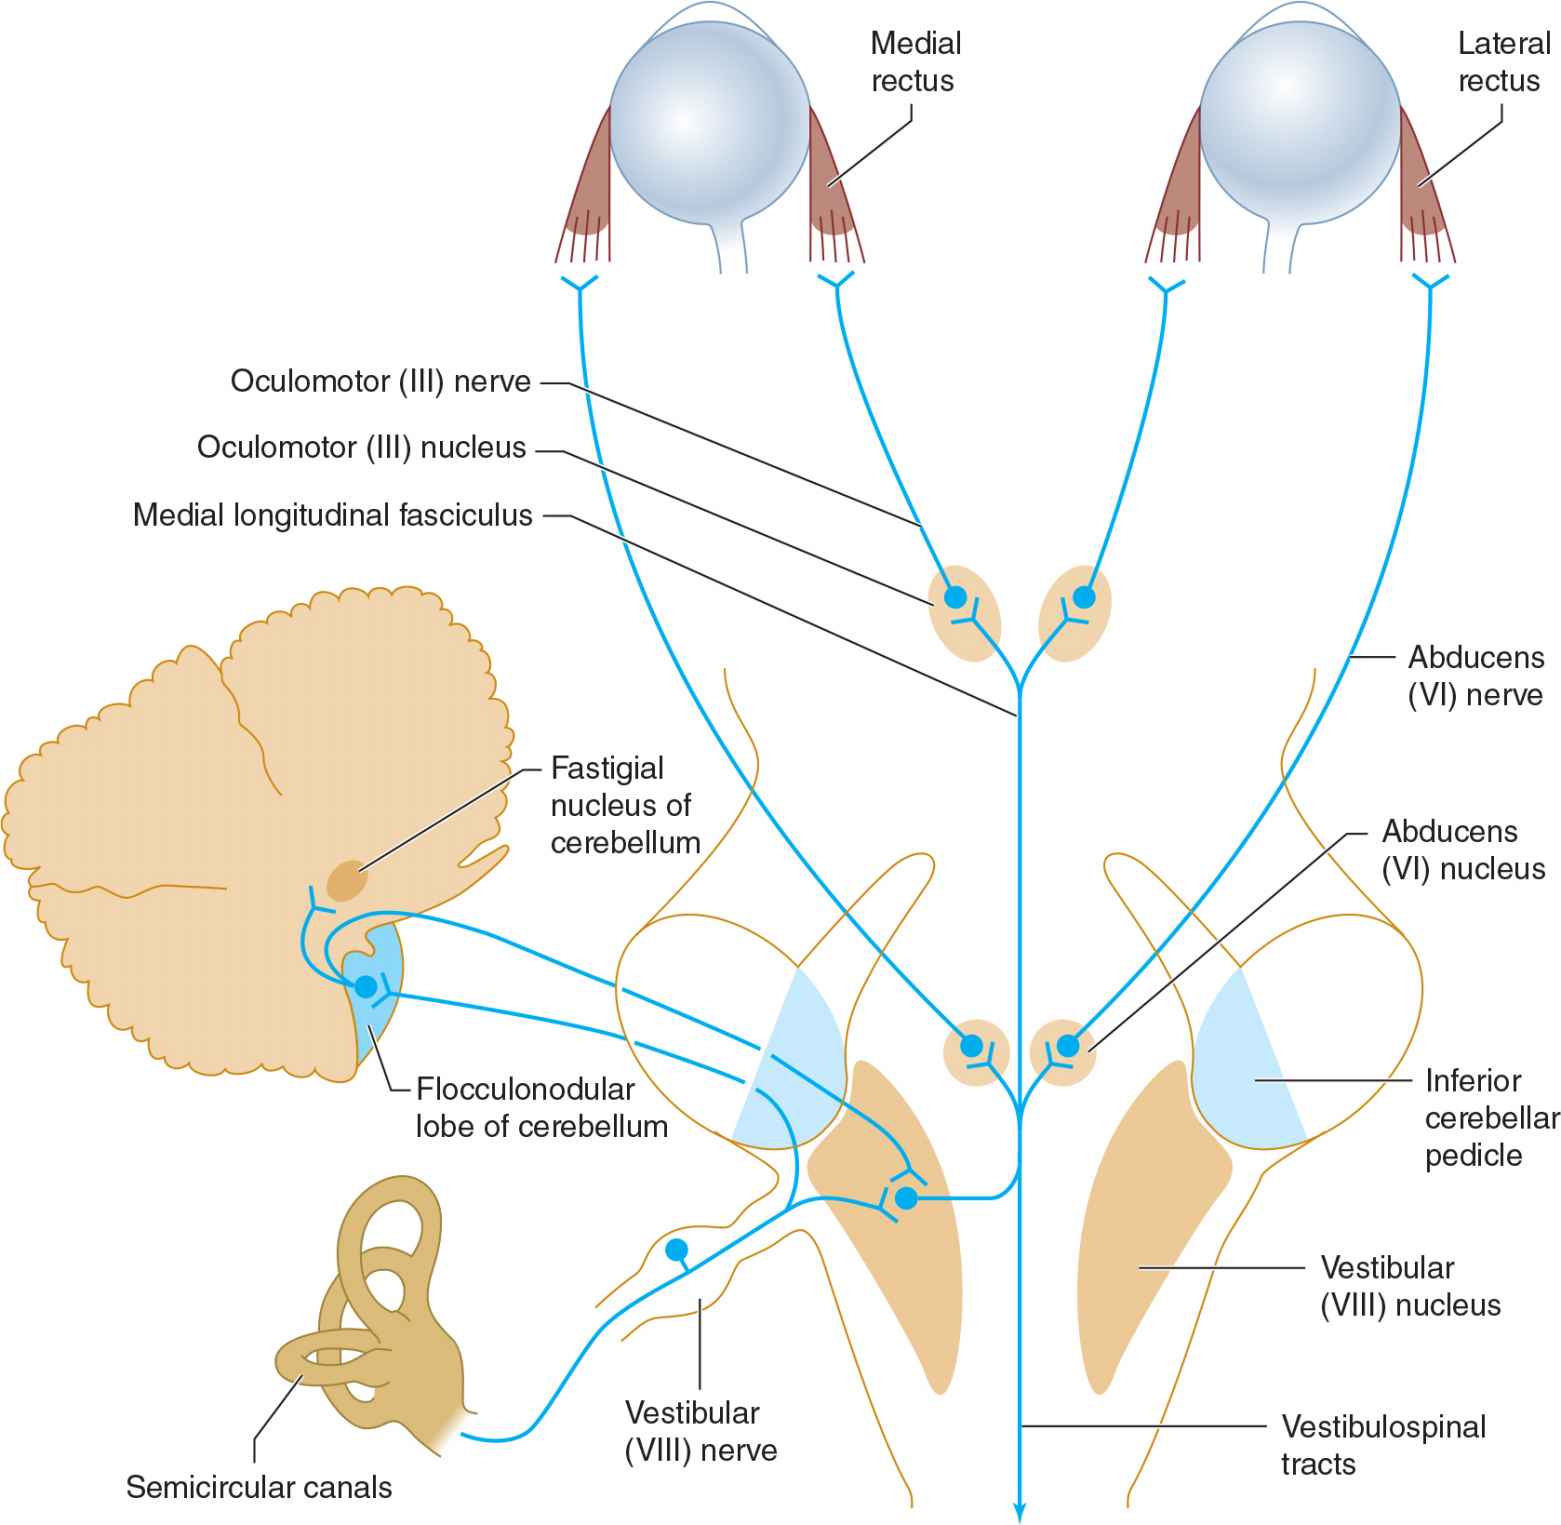 Medial
rectus
Lateral
rectus
Oculomotor (III) nerve
Oculomotor (III) nucleus
Medial longitudinal fasciculus
Abducens
(VI) nerve
Fastigial
nucleus of
cerebellum
Abducens
(VI) nucleus
Flocculonodular
lobe of cerebellum
Inferior
cerebellar
pedicle
Vestibular
(VIII) nucleus
Vestibular
(VIII) nerve
Vestibulospinal
tracts
Semicircular canals